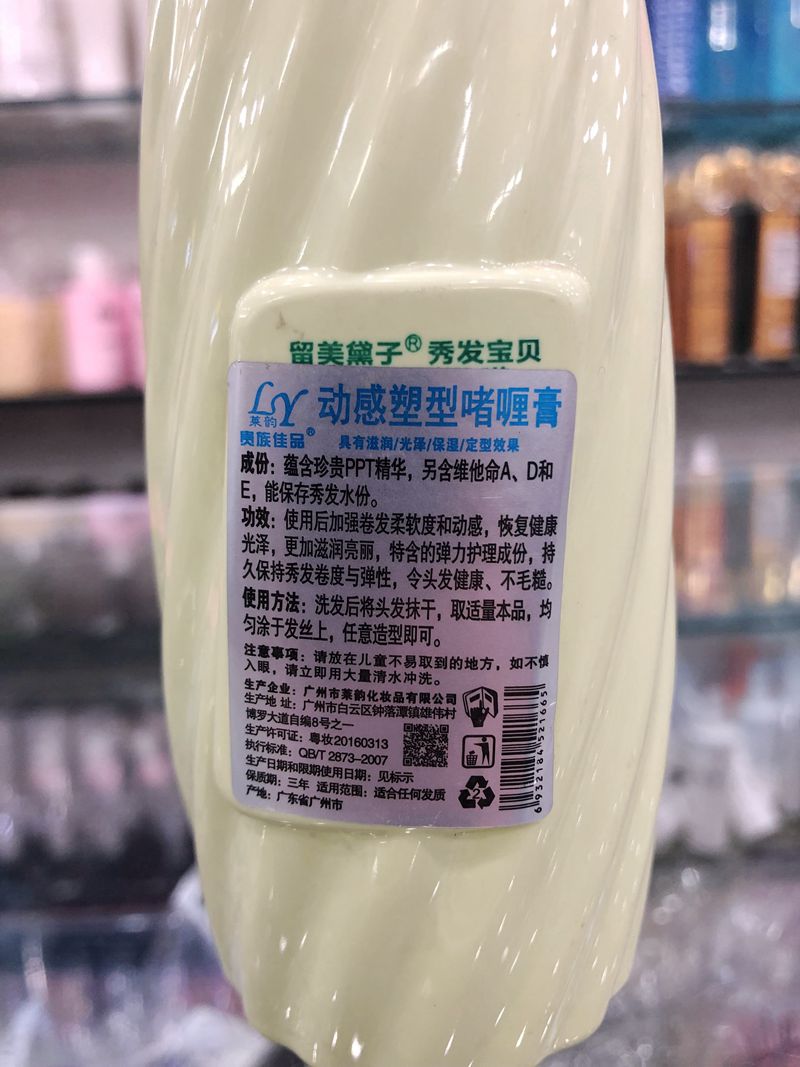 留美黛子® 秀发宝贝
LY 动感塑型啫喱膏
莱韵
贵族佳品® 具有滋润/光泽/保湿/定型效果
成份：蕴含珍贵PPT精华，另含维他命A、D和
E，能保存秀发水份。
功效：使用后加强卷发柔软度和动感，恢复健康
光泽，更加滋润亮丽，特含的弹力护理成份，持
久保持秀发卷度与弹性，令头发健康、不毛糙。
使用方法：洗发后将头发抹干，取适量本品，均
匀涂于发丝上，任意造型即可。
注意事项：请放在儿童不易取到的地方，如不慎
入眼，请立即用大量清水冲洗。
生产企业：广州市莱韵化妆品有限公司
生产地 址：广州市白云区钟落潭镇雄伟村
博罗大道自编8号之一
生产许可证：粤妆20160313
执行标准：QB/T 2873–2007
生产日期和限期使用日期：见标示
保质期：三年 适用范围：适合任何发质
产地：广东省广州市
2
6 932184 521665